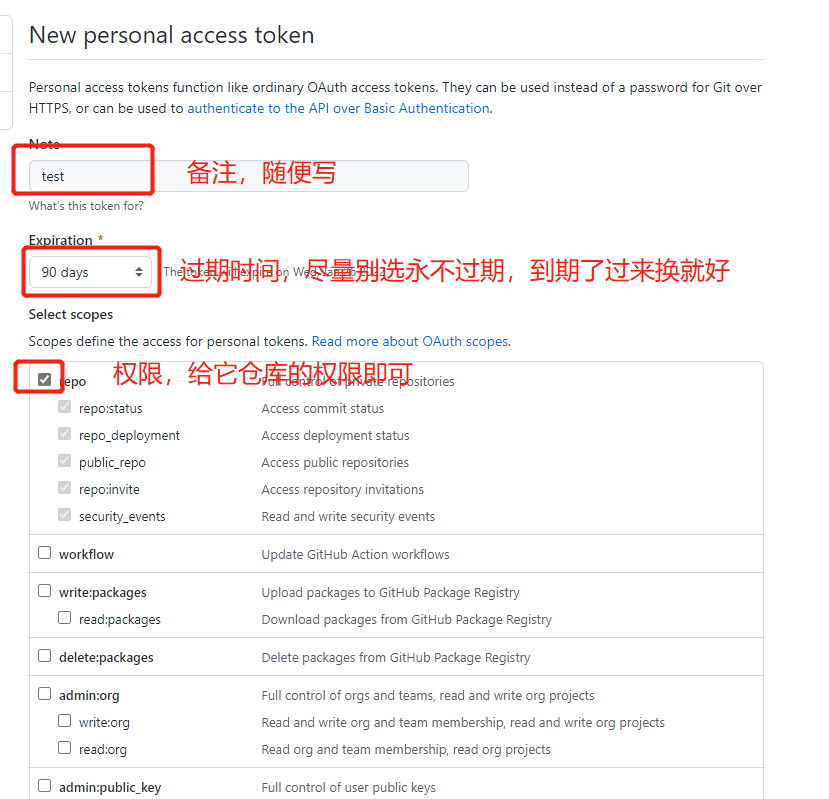 New personal access token
Personal access tokens function like ordinary OAuth access tokens. They can be used instead of a password for Git over
HTTPS, or can be used to authenticate to the API over Basic Authentication.
Note
test
备注，随便写
What's this token for?
Expiration *
90 days
The token will expire on Wed, Jan
2022
过期时间，尽量别选永不过期，到期了过来换就好
Select scopes
Scopes define the access for personal tokens. Read more about OAuth scopes.
权限，给它仓库的权限即可
repo Full control of private repositories
repo:status Access commit status
repo_deployment Access deployment status
public_repo Access public repositories
repo:invite Access repository invitations
security_events Read and write security events
workflow Update GitHub Action workflows
write:packages Upload packages to GitHub Package Registry
read:packages Download packages from GitHub Package Registry
delete:packages Delete packages from GitHub Package Registry
admin:org Full control of orgs and teams, read and write org projects
write:org Read and write org and team membership, read and write org projects
read:org Read org and team membership, read org projects
admin:public_key Full control of user public keys